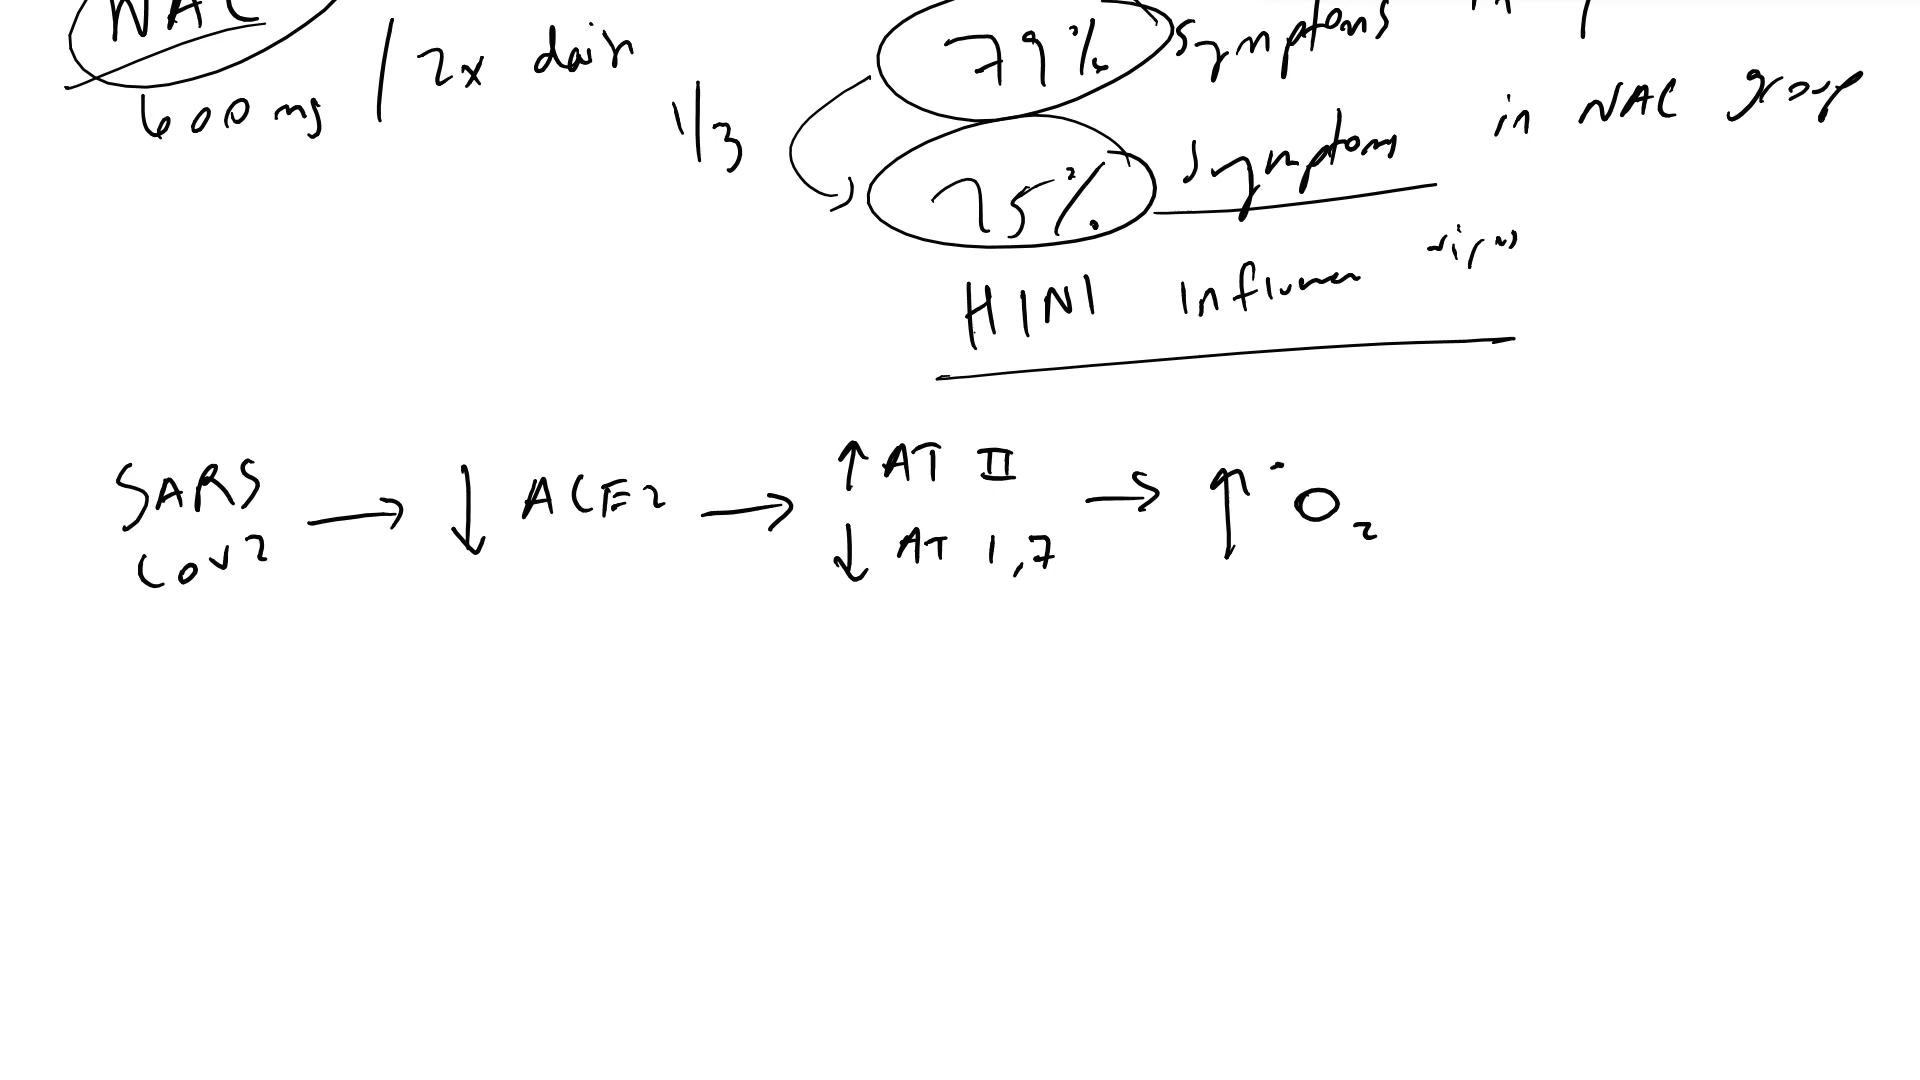 NAC
600 mg / 2x daily
79% symptoms
1/3
25% symptoms in NAC group
H1N1 Influenza virus
SARS CoV2 → ↓ ACE2 → ↑ AT II ↓ AT 1,7 → ↑ ˙O₂